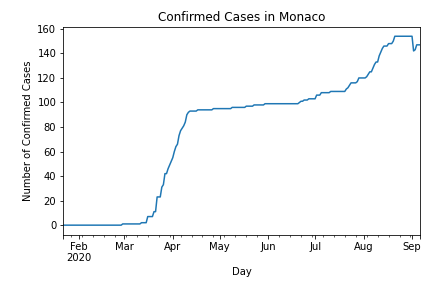 Confirmed Cases in Monaco
160
140
120
100
80
60
40
20
0
Number of Confirmed Cases
Feb Mar Apr May Jun Jul Aug Sep
2020
Day